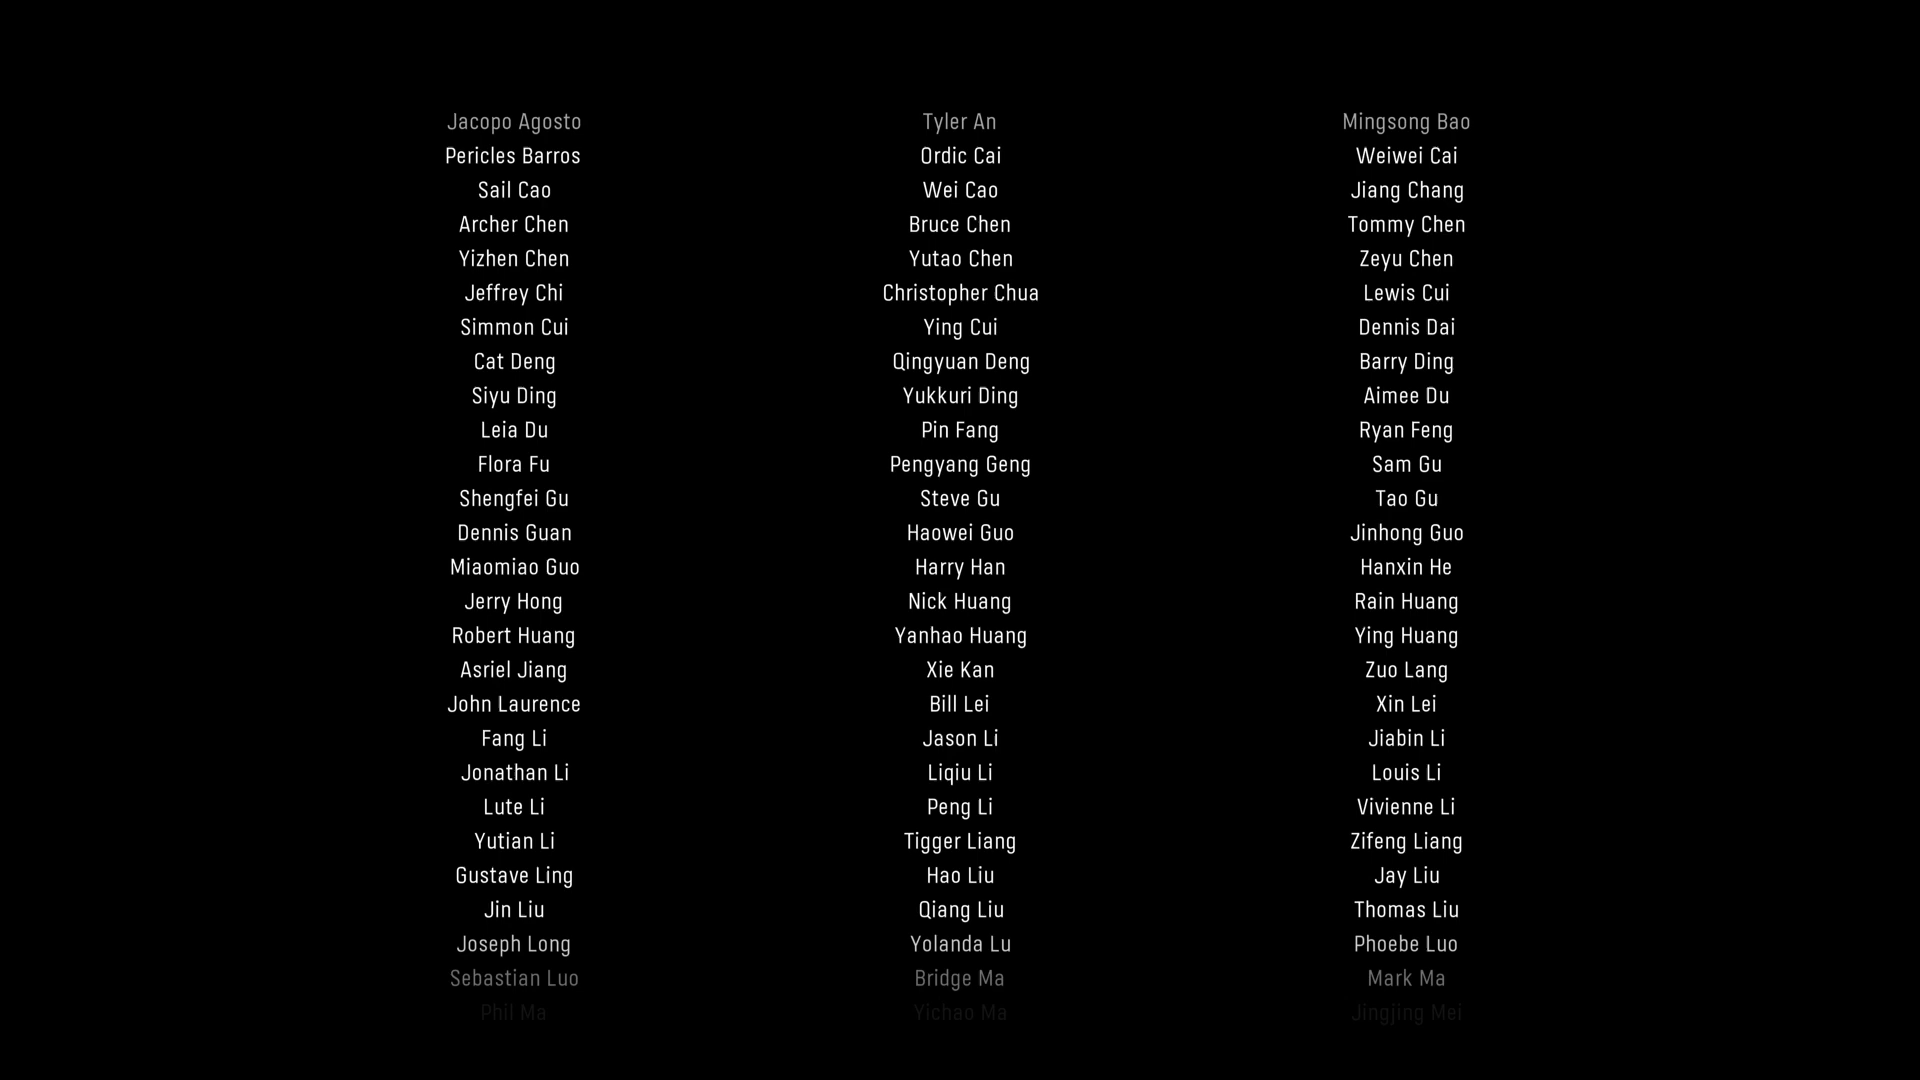 Jacopo Agosto Tyler An Mingsong Bao
Pericles Barros Ordic Cai Weiwei Cai
Sail Cao Wei Cao Jiang Chang
Archer Chen Bruce Chen Tommy Chen
Yizhen Chen Yutao Chen Zeyu Chen
Jeffrey Chi Christopher Chua Lewis Cui
Simmon Cui Ying Cui Dennis Dai
Cat Deng Qingyuan Deng Barry Ding
Siyu Ding Yukkuri Ding Aimee Du
Leia Du Pin Fang Ryan Feng
Flora Fu Pengyang Geng Sam Gu
Shengfei Gu Steve Gu Tao Gu
Dennis Guan Haowei Guo Jinhong Guo
Miaomiao Guo Harry Han Hanxin He
Jerry Hong Nick Huang Rain Huang
Robert Huang Yanhao Huang Ying Huang
Asriel Jiang Xie Kan Zuo Lang
John Laurence Bill Lei Xin Lei
Fang Li Jason Li Jiabin Li
Jonathan Li Liqiu Li Louis Li
Lute Li Peng Li Vivienne Li
Yutian Li Tigger Liang Zifeng Liang
Gustave Ling Hao Liu Jay Liu
Jin Liu Qiang Liu Thomas Liu
Joseph Long Yolanda Lu Phoebe Luo
Sebastian Luo Bridge Ma Mark Ma
Phil Ma Yichao Ma Jingjing Mei